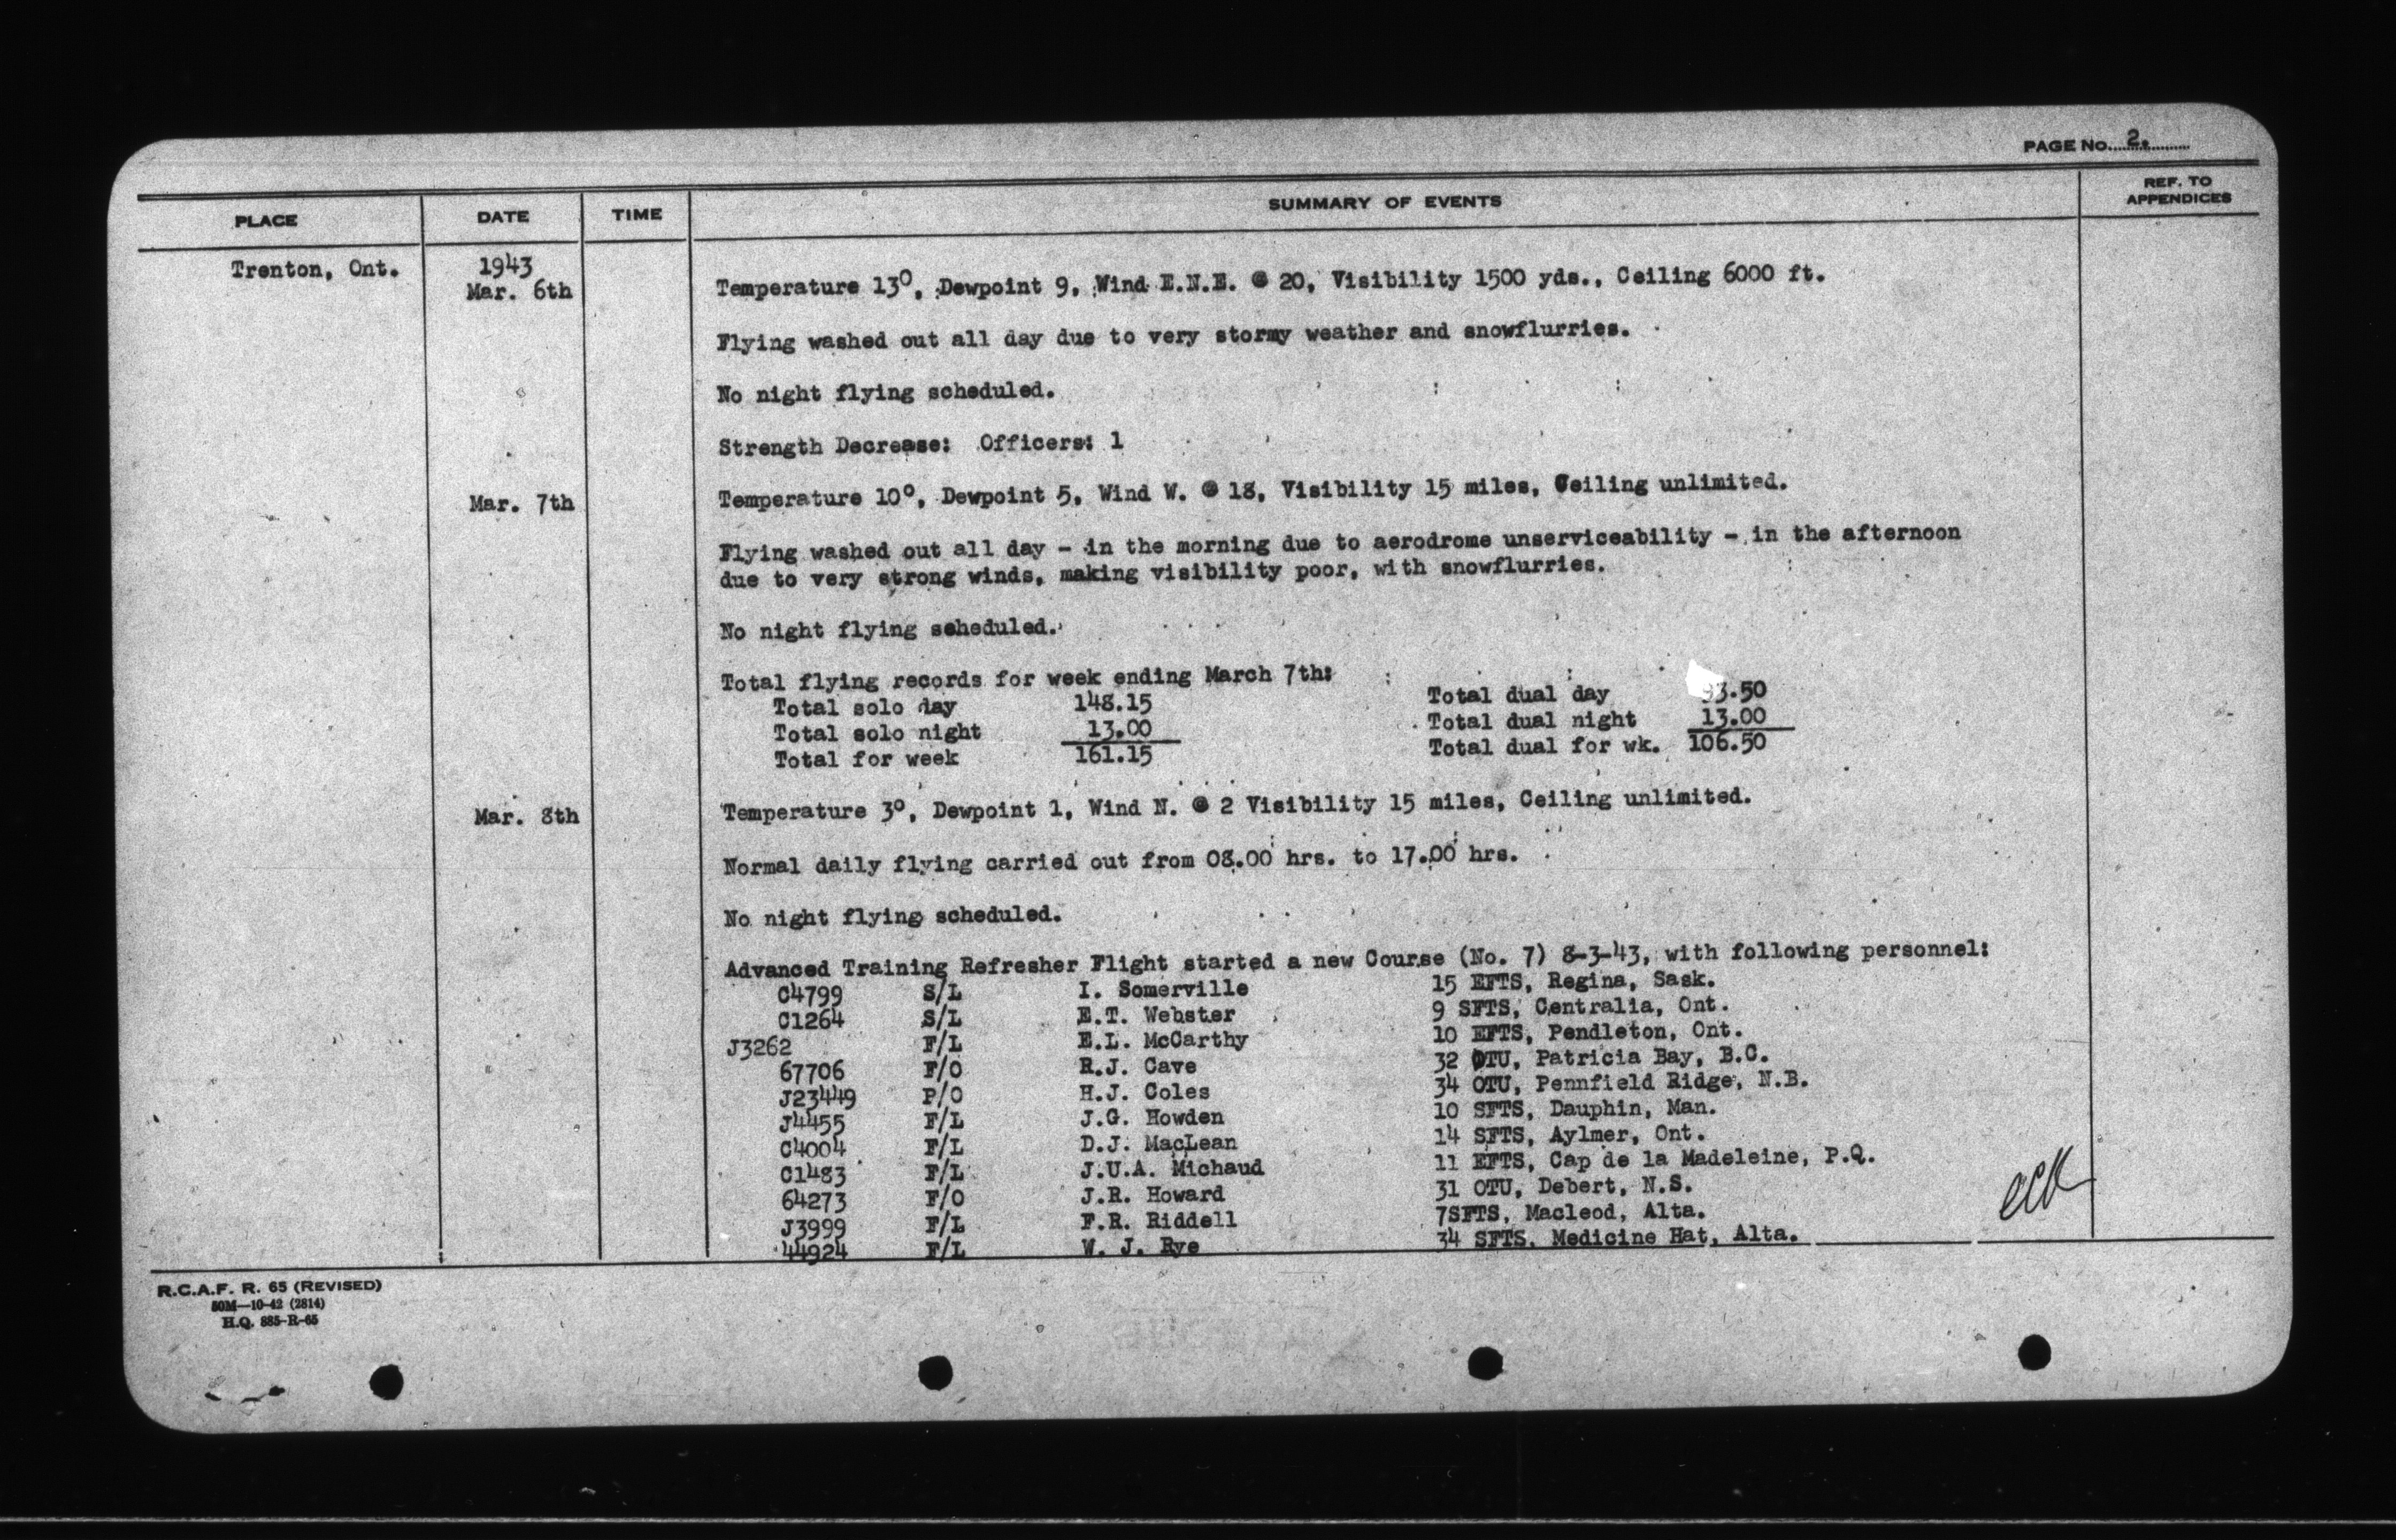 PAGE No. 2.
PLACE DATE TIME SUMMARY OF EVENTS REF. TO APPENDICES
Trenton, Ont. 1943
Mar. 6th Temperature 13°, Dewpoint 9, Wind E.N.E. @ 20, Visibility 1500 yds., Ceiling 6000 ft.
Flying washed out all day due to very stormy weather and snowflurries.
No night flying scheduled.
Strength Decrease: Officers: 1
Mar. 7th Temperature 10°, Dewpoint 5, Wind W. @ 18, Visibility 15 miles, Ceiling unlimited.
Flying washed out all day - in the morning due to aerodrome unserviceability - in the afternoon
due to very strong winds, making visibility poor, with snowflurries.
No night flying scheduled.
Total flying records for week ending March 7th:
Total solo day 148.15 Total dual day 93.50
Total solo night 13.00 Total dual night 13.00
Total for week 161.15 Total dual for wk. 106.50
Mar. 8th Temperature 3°, Dewpoint 1, Wind N. @ 2 Visibility 15 miles, Ceiling unlimited.
Normal daily flying carried out from 08.00 hrs. to 17.00 hrs.
No night flying scheduled.
Advanced Training Refresher Flight started a new Course (No. 7) 8-3-43, with following personnel:
C4799 S/L I. Somerville 15 EFTS, Regina, Sask.
C1264 S/L E.T. Webster 9 SFTS, Centralia, Ont.
J3262 F/L E.L. McCarthy 10 EFTS, Pendleton, Ont.
67706 F/O R.J. Cave 32 OTU, Patricia Bay, B.C.
J23449 P/O H.J. Coles 34 OTU, Pennfield Ridge, N.B.
J4455 F/L J.G. Howden 10 SFTS, Dauphin, Man.
C4004 F/L D.J. MacLean 14 SFTS, Aylmer, Ont.
C1483 F/L J.U.A. Michaud 11 EFTS, Cap de la Madeleine, P.Q.
64273 F/O J.R. Howard 31 OTU, Debert, N.S.
J3999 F/L F.R. Riddell 7SFTS, Macleod, Alta.
44924 F/L W. J. Rye 34 SFTS, Medicine Hat, Alta.
R.C.A.F. R. 65 (REVISED)
50M—10-42 (2814)
H.Q. 885-R-65